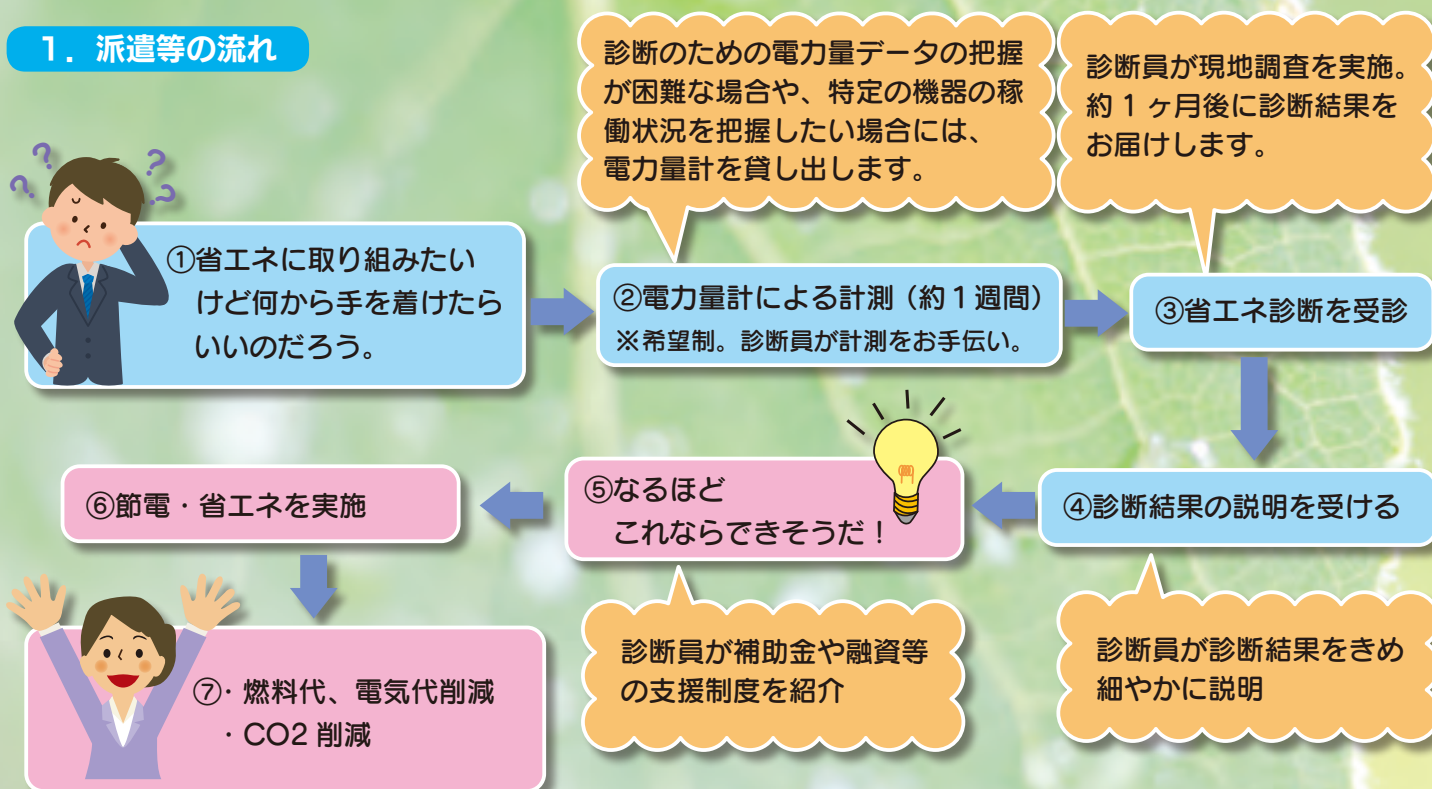 1．派遣等の流れ
？
？
？
？
①省エネに取り組みたい
けど何から手を着けたら
いいのだろう。
診断のための電力量データの把握
が困難な場合や、特定の機器の稼
働状況を把握したい場合には、
電力量計を貸し出します。
②電力量計による計測（約１週間）
※希望制。診断員が計測をお手伝い。
診断員が現地調査を実施。
約 1 ヶ月後に診断結果を
お届けします。
③省エネ診断を受診
④診断結果の説明を受ける
診断員が診断結果をきめ
細やかに説明
⑤なるほど
これならできそうだ！
診断員が補助金や融資等
の支援制度を紹介
⑥節電・省エネを実施
⑦・燃料代、電気代削減
・CO2 削減